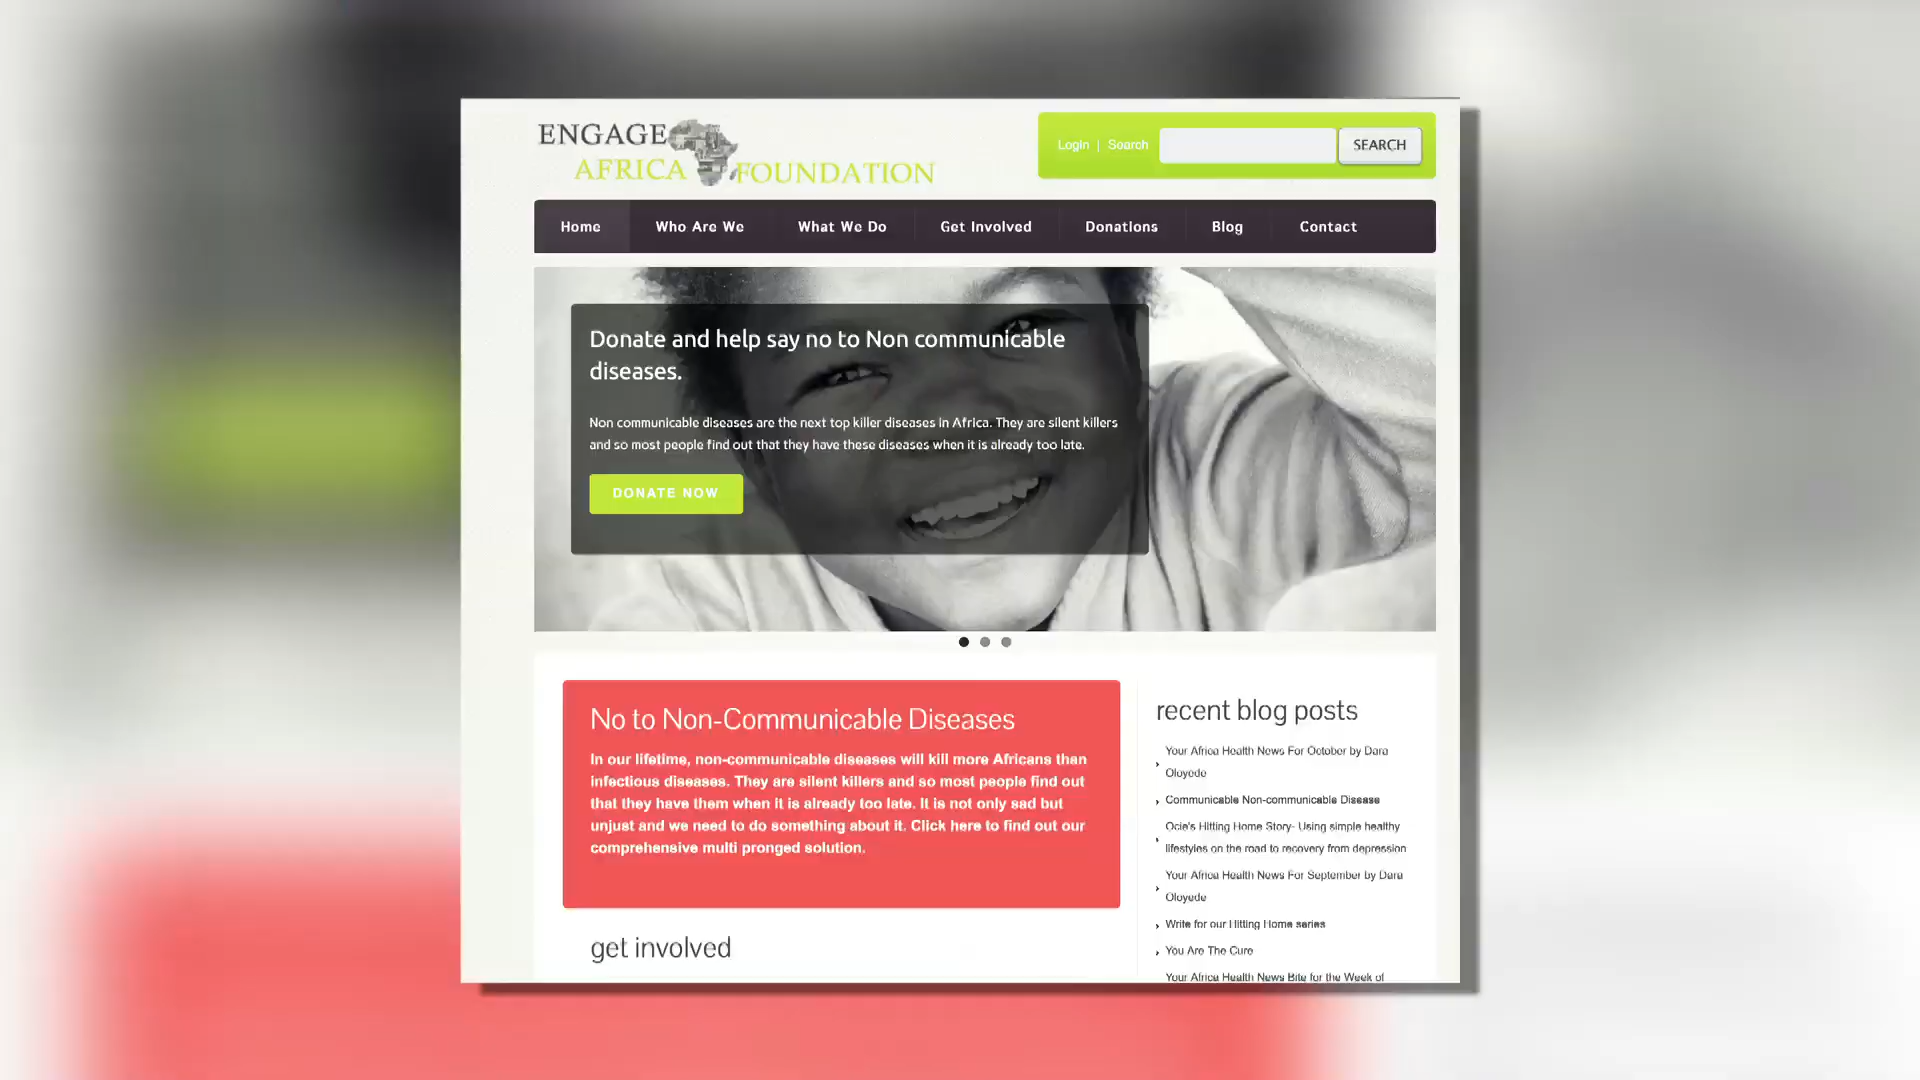 ENGAGE
AFRICA FOUNDATION
Login | Search
SEARCH
Home Who Are We What We Do Get Involved Donations Blog Contact
Donate and help say no to Non communicable
diseases.
Non communicable diseases are the next top killer diseases in Africa. They are silent killers
and so most people find out that they have these diseases when it is already too late.
DONATE NOW
No to Non-Communicable Diseases
In our lifetime, non-communicable diseases will kill more Africans than
infectious diseases. They are silent killers and so most people find out
that they have them when it is already too late. It is not only sad but
unjust and we need to do something about it. Click here to find out our
comprehensive multi pronged solution.
get involved
recent blog posts
Your Africa Health News For October by Dara
Oloyede
Communicable Non-communicable Disease
Ocie's Hitting Home Story- Using simple healthy
lifestyles on the road to recovery from depression
Your Africa Health News For September by Dara
Oloyede
Write for our Hitting Home series
You Are The Cure
Your Africa Health News Bite for the Week of